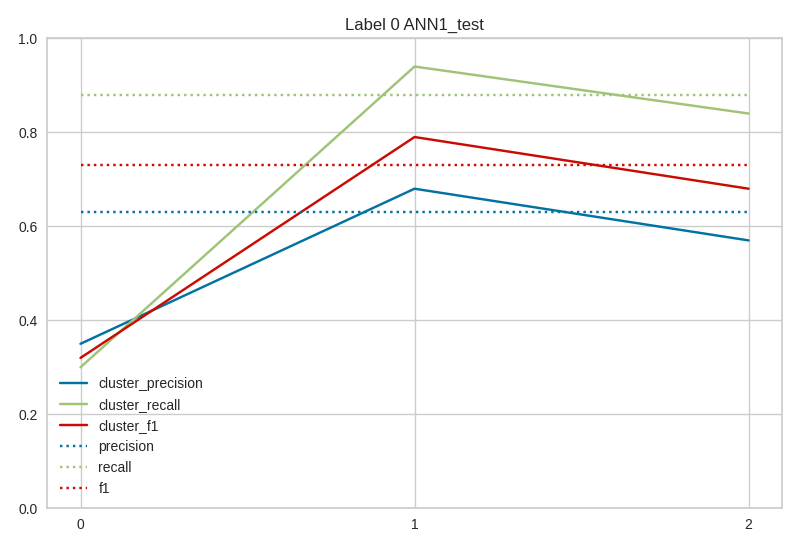 Label 0 ANN1_test
1.0
0.8
0.6
0.4
0.2
0.0
cluster_precision
cluster_recall
cluster_f1
precision
recall
f1
0 1 2